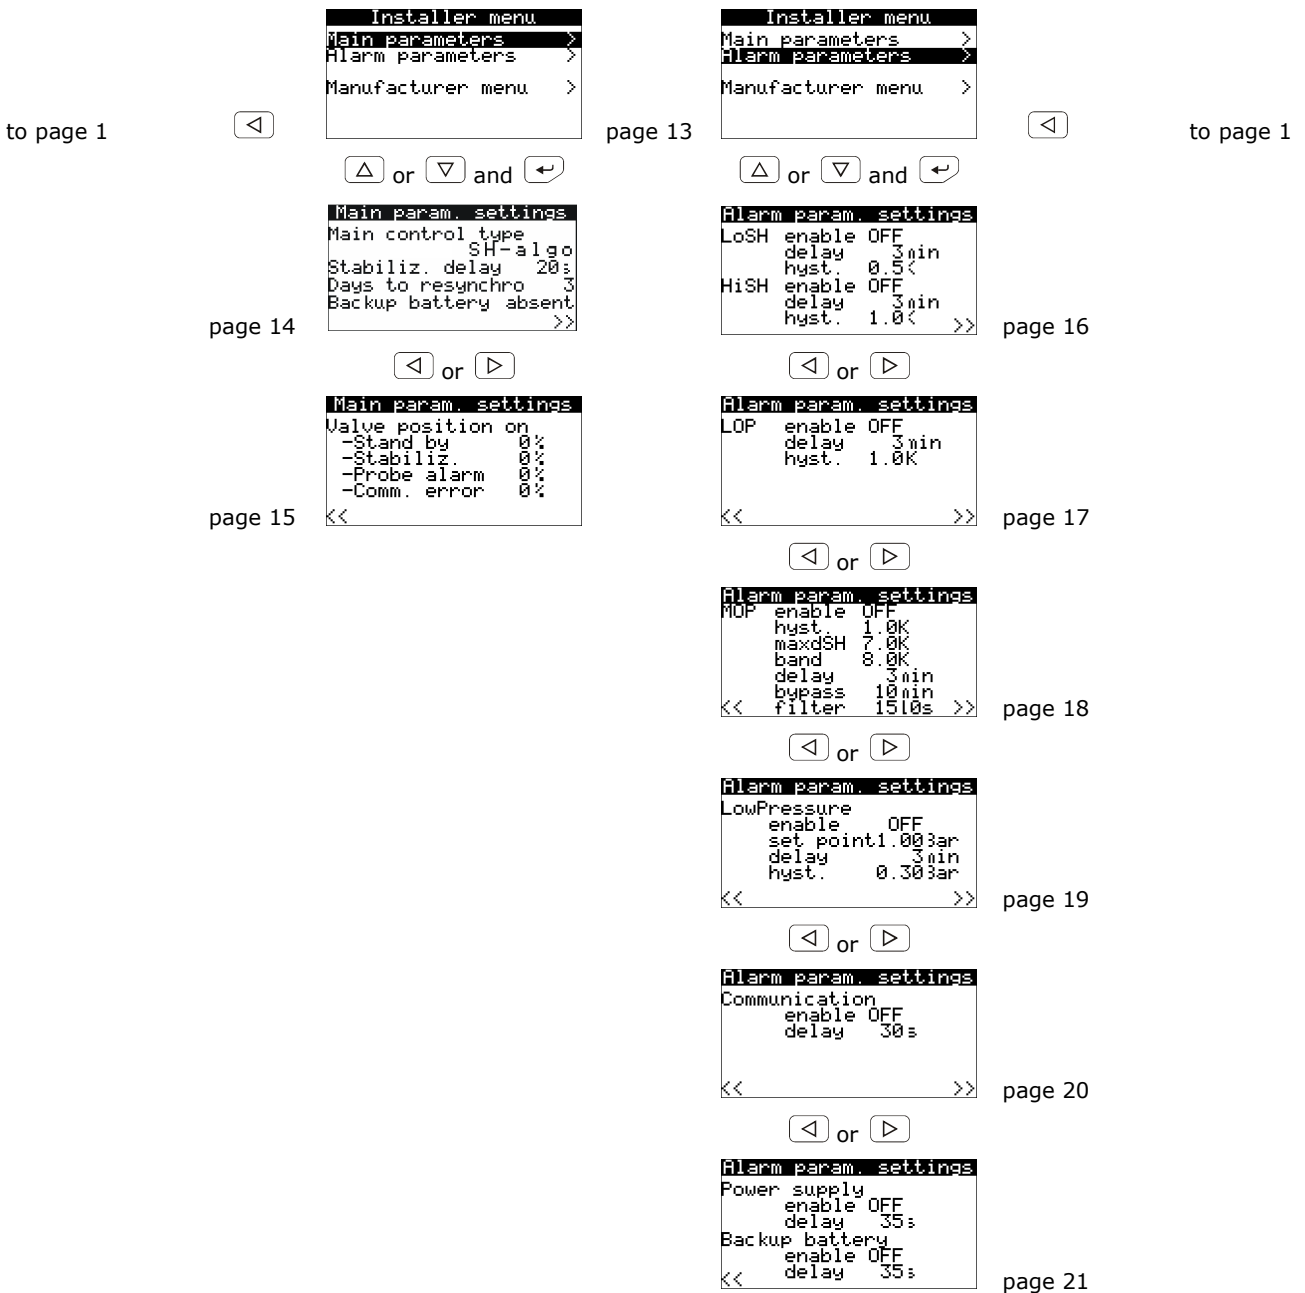 Installer menu
Main parameters >
Alarm parameters >
Manufacturer menu >
to page 1
page 13
Installer menu
Main parameters >
Alarm parameters >
Manufacturer menu >
to page 1
or and
or and
Main param. settings
Main control type
SH-algo
Stabiliz. delay 20s
Days to resynchro 3
Backup battery absent
>>
page 14
Alarm param. settings
LoSH enable OFF
delay 3min
hyst. 0.5K
HiSH enable OFF
delay 3min
hyst. 1.0K >>
page 16
or
or
Main param. settings
Valve position on
-Stand by 0%
-Stabiliz. 0%
-Probe alarm 0%
-Comm. error 0%
<<
page 15
Alarm param. settings
LOP enable OFF
delay 3min
hyst. 1.0K
<< >>
page 17
or
Alarm param. settings
MOP enable OFF
hyst. 1.0K
maxdSH 7.0K
band 8.0K
delay 3min
bypass 10min
<< filter 15 0s >>
page 18
or
Alarm param. settings
LowPressure
enable OFF
set point1.00Bar
delay 3min
hyst. 0.30Bar
<< >>
page 19
or
Alarm param. settings
Communication
enable OFF
delay 30s
<< >>
page 20
or
Alarm param. settings
Power supply
enable OFF
delay 35s
Backup battery
enable OFF
<< delay 35s
page 21